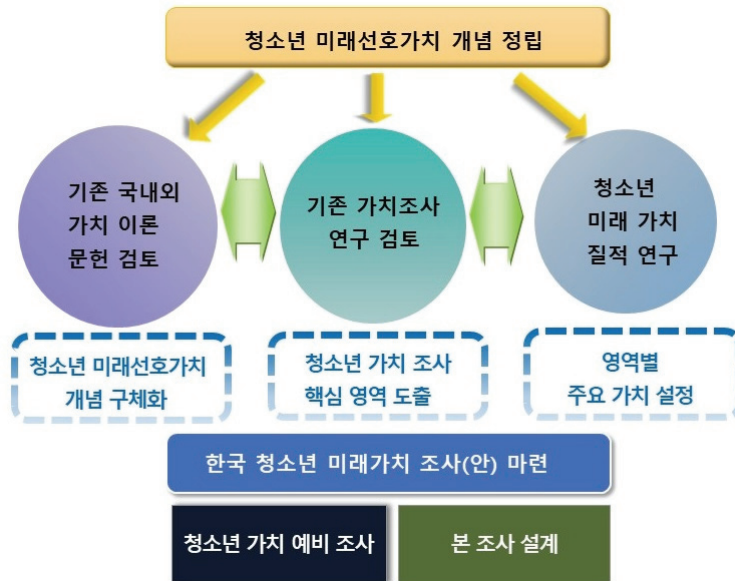 청소년 미래선호가치 개념 정립
기존 국내외
가치 이론
문헌 검토
기존 가치조사
연구 검토
청소년
미래 가치
질적 연구
청소년 미래선호가치
개념 구체화
청소년 가치 조사
핵심 영역 도출
영역별
주요 가치 설정
한국 청소년 미래가치 조사(안) 마련
청소년 가치 예비 조사
본 조사 설계